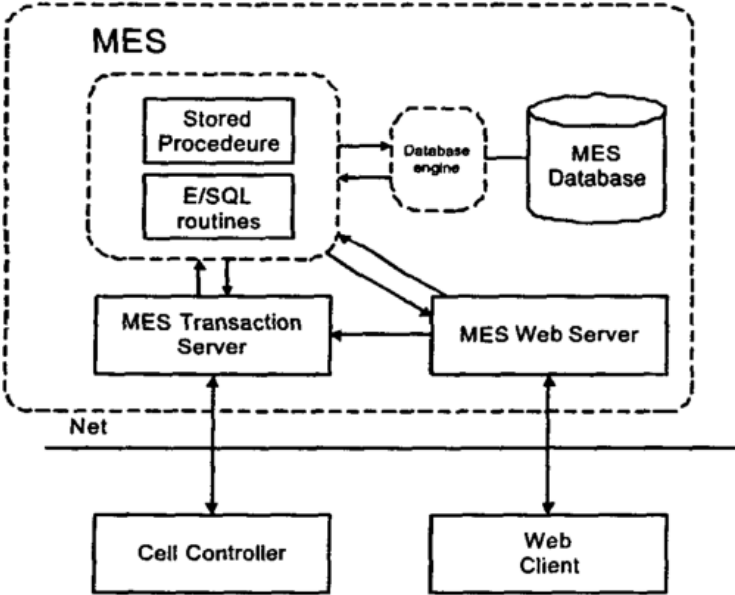 MES
Stored
Procedeure
E/SQL
routines
Database
engine
MES
Database
MES Transaction
Server
MES Web Server
Net
Cell Controller
Web
Client